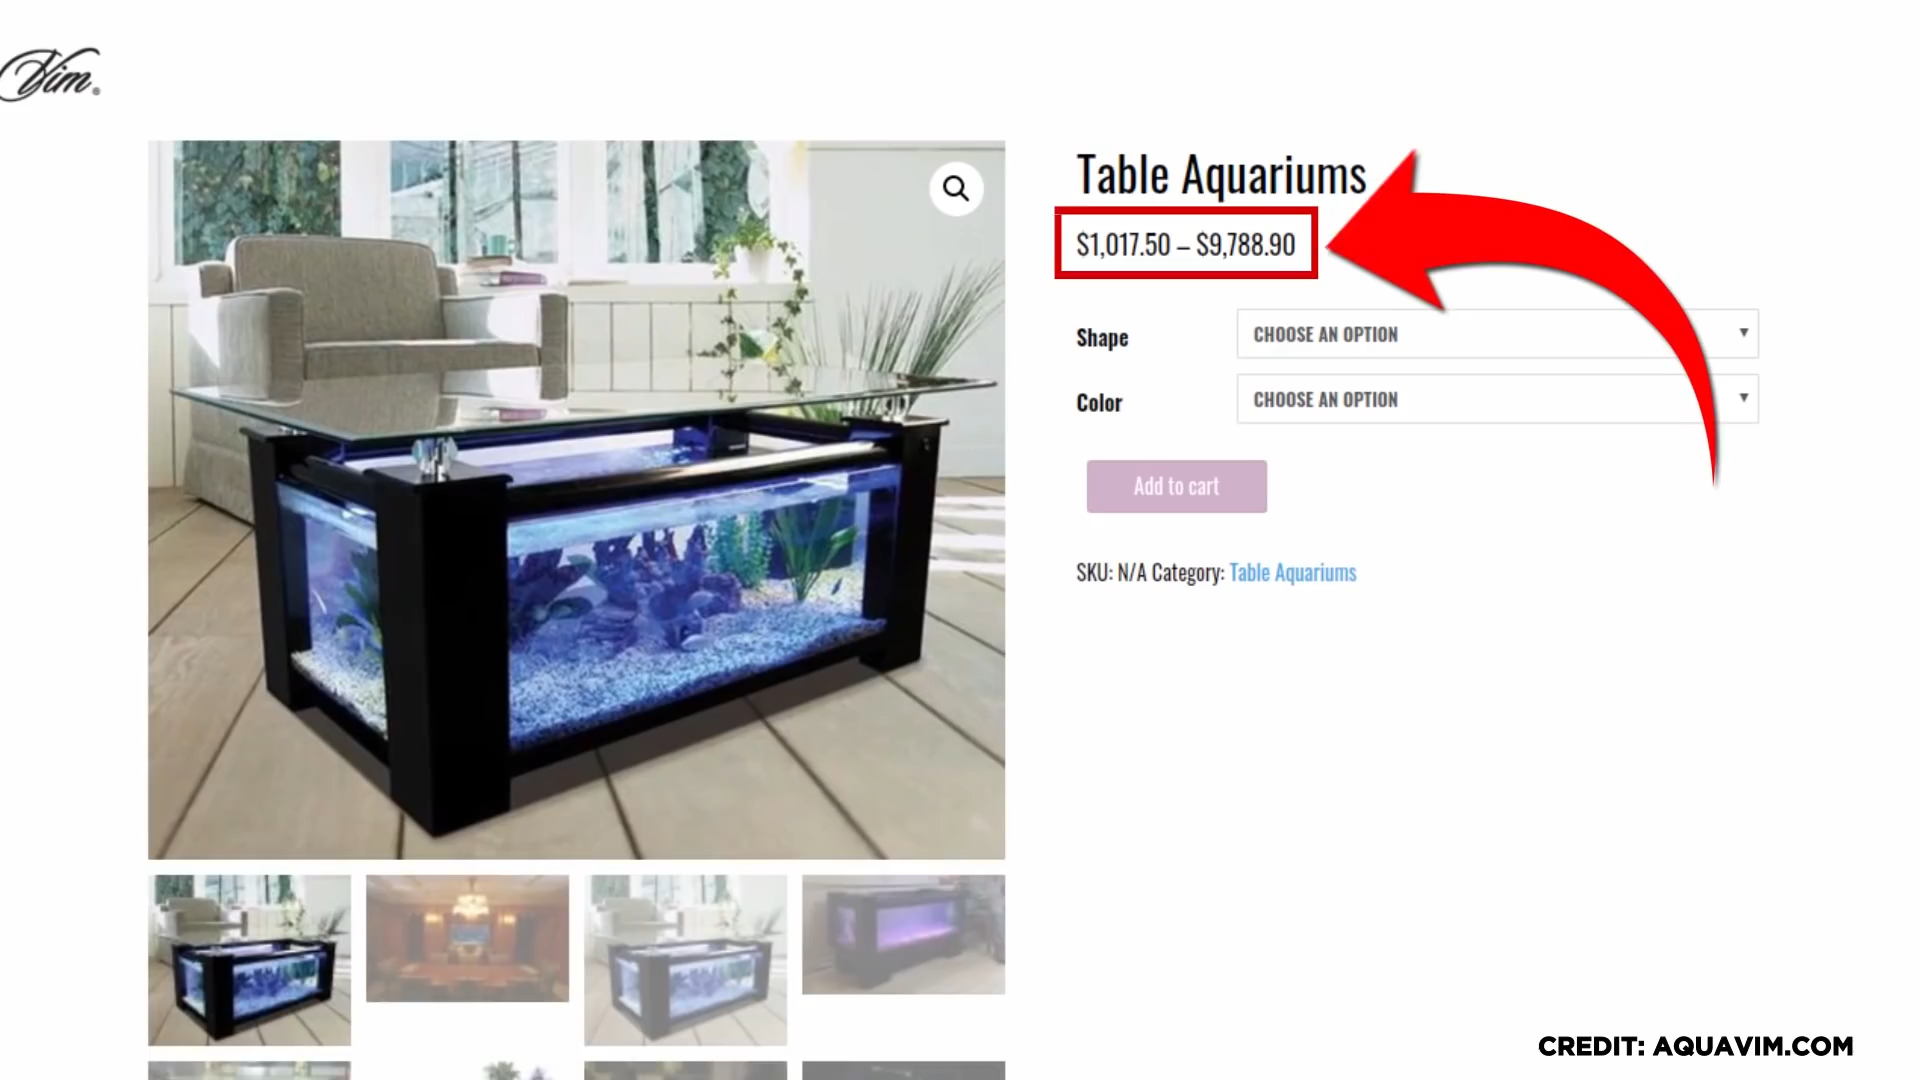 Vim®
Table Aquariums
$1,017.50 – $9,788.90
Shape
CHOOSE AN OPTION
Color
CHOOSE AN OPTION
Add to cart
SKU: N/A Category: Table Aquariums
CREDIT: AQUAVIM.COM